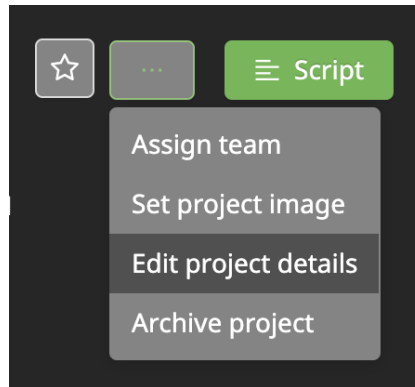 Script
Assign team
Set project image
Edit project details
Archive project